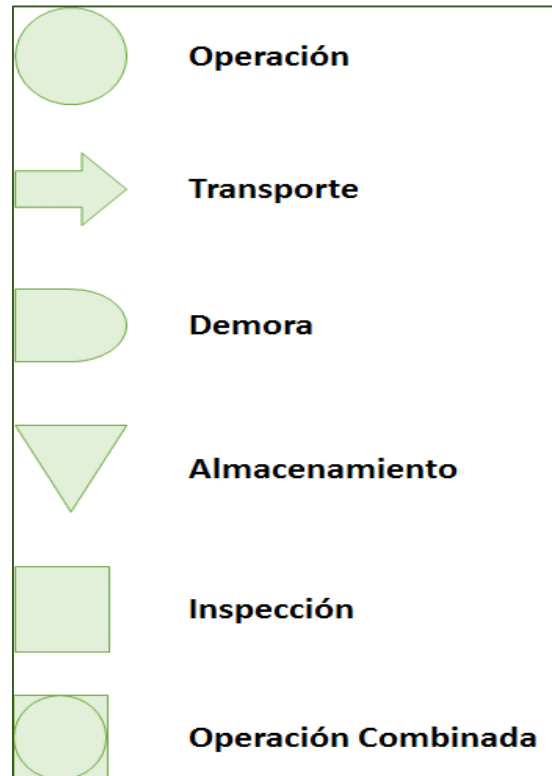 Operación
Transporte
Demora
Almacenamiento
Inspección
Operación Combinada